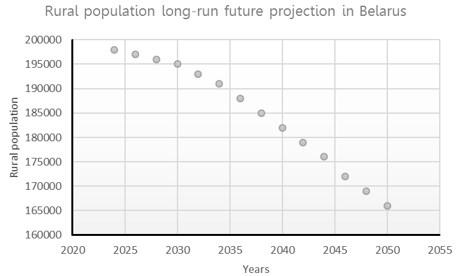 Rural population long-run future projection in Belarus
200000
195000
190000
185000
180000
175000
170000
165000
160000
Rural population
2020 2025 2030 2035 2040 2045 2050 2055
Years